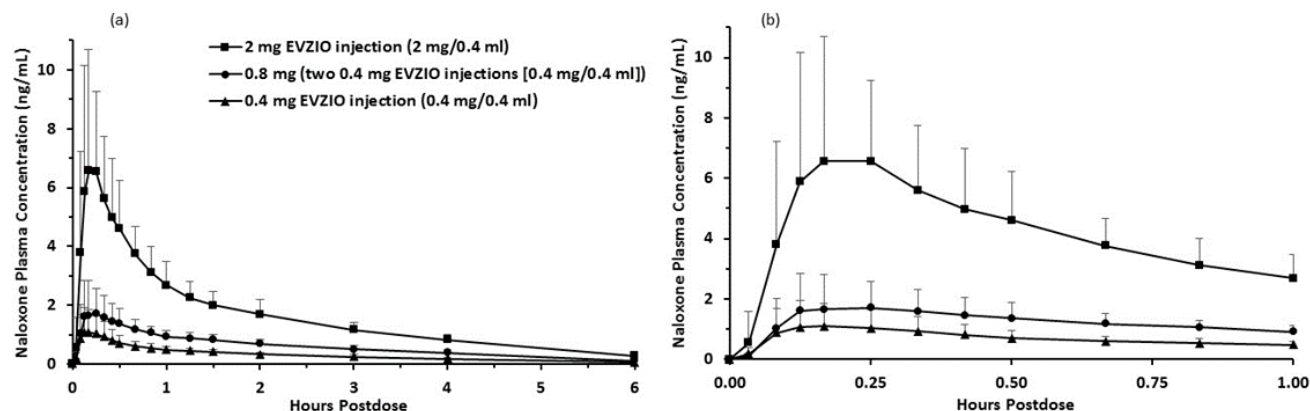 (a)
Naloxone Plasma Concentration (ng/mL)
10
8
6
4
2
0
2 mg EVZIO injection (2 mg/0.4 ml)
0.8 mg (two 0.4 mg EVZIO injections [0.4 mg/0.4 ml])
0.4 mg EVZIO injection (0.4 mg/0.4 ml)
0 1 2 3 4 5 6
Hours Postdose
(b)
Naloxone Plasma Concentration (ng/mL)
10
8
6
4
2
0
0.00 0.25 0.50 0.75 1.00
Hours Postdose